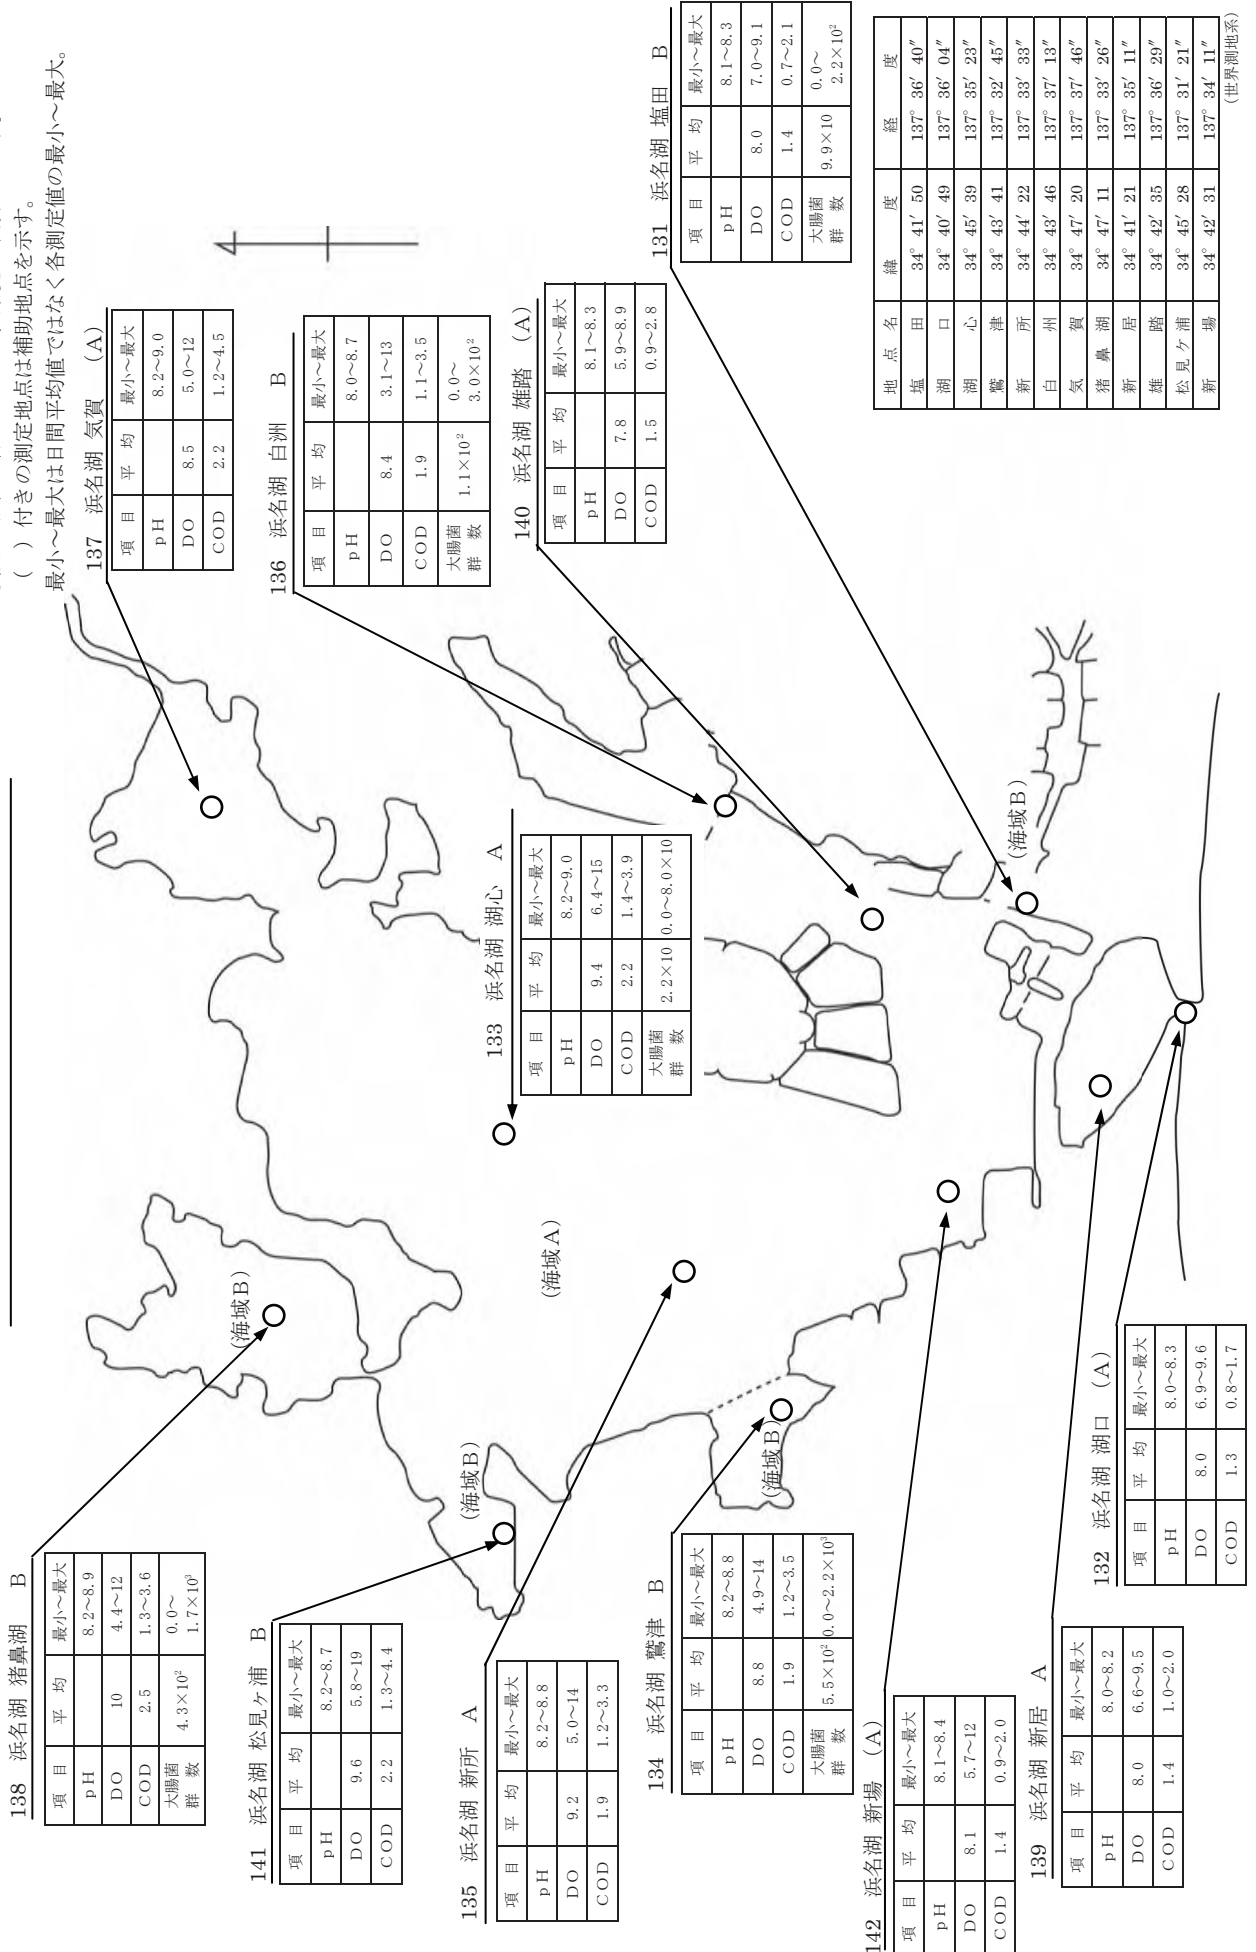 （　）付きの測定地点は補助地点を示す。
最小～最大は日間平均値ではなく各測定値の最小～最大。
138 浜名湖 猪鼻湖 B
項 目 平 均 最小～最大
pH 8.2～8.9
DO 10 4.4～12
COD 2.5 1.3～3.6
大腸菌群 数 4.3×10² 0.0～1.7×10³
141 浜名湖 松見ヶ浦 B
項 目 平 均 最小～最大
pH 8.2～8.7
DO 9.6 5.8～19
COD 2.2 1.3～4.4
135 浜名湖 新所 A
項 目 平 均 最小～最大
pH 8.2～8.8
DO 9.2 5.0～14
COD 1.9 1.2～3.3
134 浜名湖 鷲津 B
項 目 平 均 最小～最大
pH 8.2～8.8
DO 8.8 4.9～14
COD 1.9 1.2～3.5
大腸菌群 数 5.5×10² 0.0～2.2×10³
142 浜名湖 新場 (A)
項 目 平 均 最小～最大
pH 8.1～8.4
DO 8.1 5.7～12
COD 1.4 0.9～2.0
139 浜名湖 新居 A
項 目 平 均 最小～最大
pH 8.0～8.2
DO 8.0 6.6～9.5
COD 1.4 1.0～2.0
132 浜名湖 湖口 (A)
項 目 平 均 最小～最大
pH 8.0～8.3
DO 8.0 6.9～9.6
COD 1.3 0.8～1.7
(海域B)
(海域B)
(海域A)
(海域B)
(海域B)
133 浜名湖 湖心 A
項 目 平 均 最小～最大
pH 8.2～9.0
DO 9.4 6.4～15
COD 2.2 1.4～3.9
大腸菌群 数 2.2×10 0.0～8.0×10
137 浜名湖 気賀 (A)
項 目 平 均 最小～最大
pH 8.2～9.0
DO 8.5 5.0～12
COD 2.2 1.2～4.5
136 浜名湖 白洲 B
項 目 平 均 最小～最大
pH 8.0～8.7
DO 8.4 3.1～13
COD 1.9 1.1～3.5
大腸菌群 数 1.1×10² 0.0～3.0×10²
140 浜名湖 雄踏 (A)
項 目 平 均 最小～最大
pH 8.1～8.3
DO 7.8 5.9～8.9
COD 1.5 0.9～2.8
131 浜名湖 塩田 B
項 目 平 均 最小～最大
pH 8.1～8.3
DO 8.0 7.0～9.1
COD 1.4 0.7～2.1
大腸菌群 数 9.9×10 0.0～2.2×10²
地 点 名 緯 度 経 度
塩 田 34° 41′ 50 137° 36′ 40″
湖 口 34° 40′ 49 137° 36′ 04″
湖 心 34° 45′ 39 137° 35′ 23″
鷲 津 34° 43′ 41 137° 32′ 45″
新 所 34° 44′ 22 137° 33′ 33″
白 州 34° 43′ 46 137° 37′ 13″
気 賀 34° 47′ 20 137° 37′ 46″
猪 鼻 湖 34° 47′ 11 137° 33′ 26″
新 居 34° 41′ 21 137° 35′ 11″
雄 踏 34° 42′ 35 137° 36′ 29″
松見ヶ浦 34° 45′ 28 137° 31′ 21″
新 場 34° 42′ 31 137° 34′ 11″
(世界測地系)